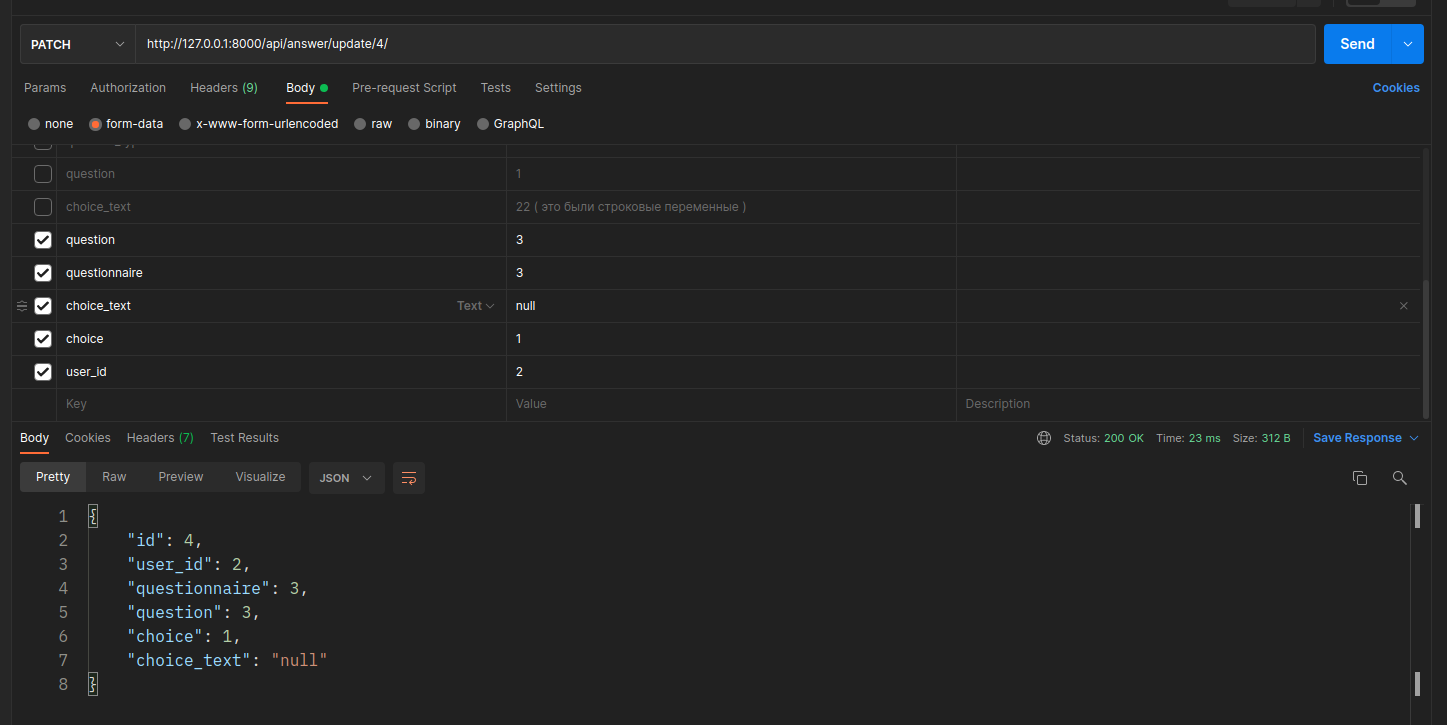 PATCH http://127.0.0.1:8000/api/answer/update/4/ Send
Params Authorization Headers (9) Body Pre-request Script Tests Settings Cookies
none form-data x-www-form-urlencoded raw binary GraphQL
question 1
choice_text 22 ( это были строковые переменные )
question 3
questionnaire 3
choice_text Text null
choice 1
user_id 2
Key Value Description
Body Cookies Headers (7) Test Results Status: 200 OK Time: 23 ms Size: 312 B Save Response
Pretty Raw Preview Visualize JSON
1 {
2 "id": 4,
3 "user_id": 2,
4 "questionnaire": 3,
5 "question": 3,
6 "choice": 1,
7 "choice_text": "null"
8 }